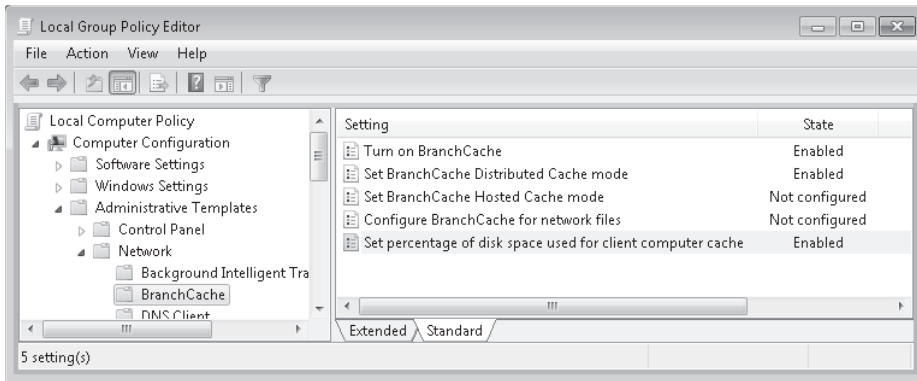 Local Group Policy Editor
File Action View Help
Local Computer Policy
Computer Configuration
Software Settings
Windows Settings
Administrative Templates
Control Panel
Network
Background Intelligent Tra
BranchCache
DNS Client
Setting State
Turn on BranchCache Enabled
Set BranchCache Distributed Cache mode Enabled
Set BranchCache Hosted Cache mode Not configured
Configure BranchCache for network files Not configured
Set percentage of disk space used for client computer cache Enabled
Extended Standard
5 setting(s)